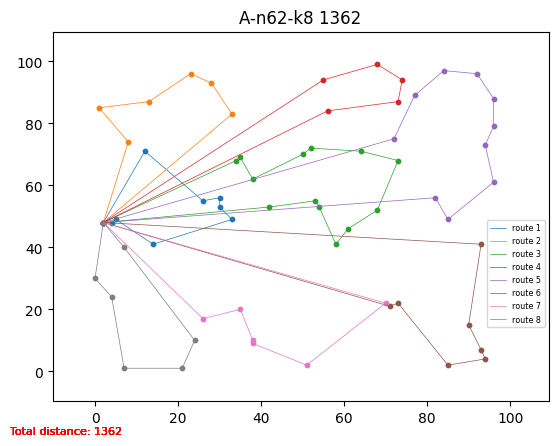 A-n62-k8 1362
100
80
60
40
20
0
route 1
route 2
route 3
route 4
route 5
route 6
route 7
route 8
0 20 40 60 80 100
Total distance: 1362